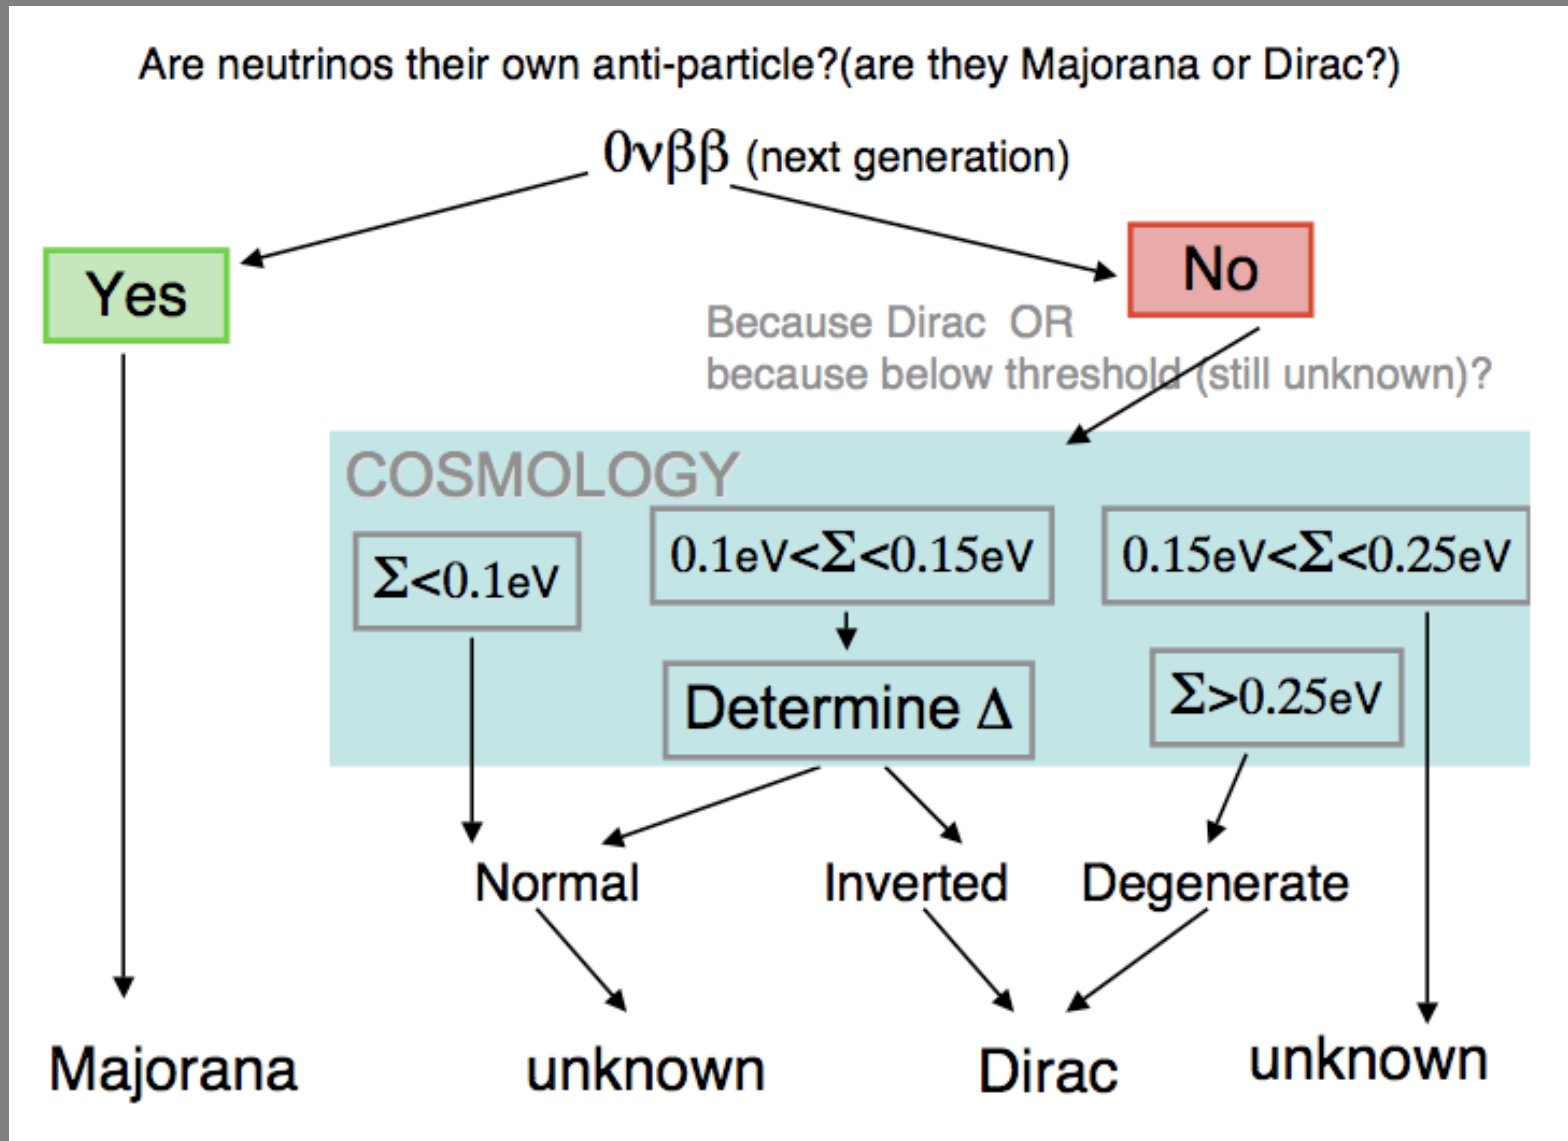 Are neutrinos their own anti-particle?(are they Majorana or Dirac?)
0νββ (next generation)
Yes
No
Because Dirac OR
because below threshold (still unknown)?
COSMOLOGY
Σ<0.1eV
0.1eV<Σ<0.15eV
0.15eV<Σ<0.25eV
Determine Δ
Σ>0.25eV
Normal
Inverted
Degenerate
Majorana
unknown
Dirac
unknown